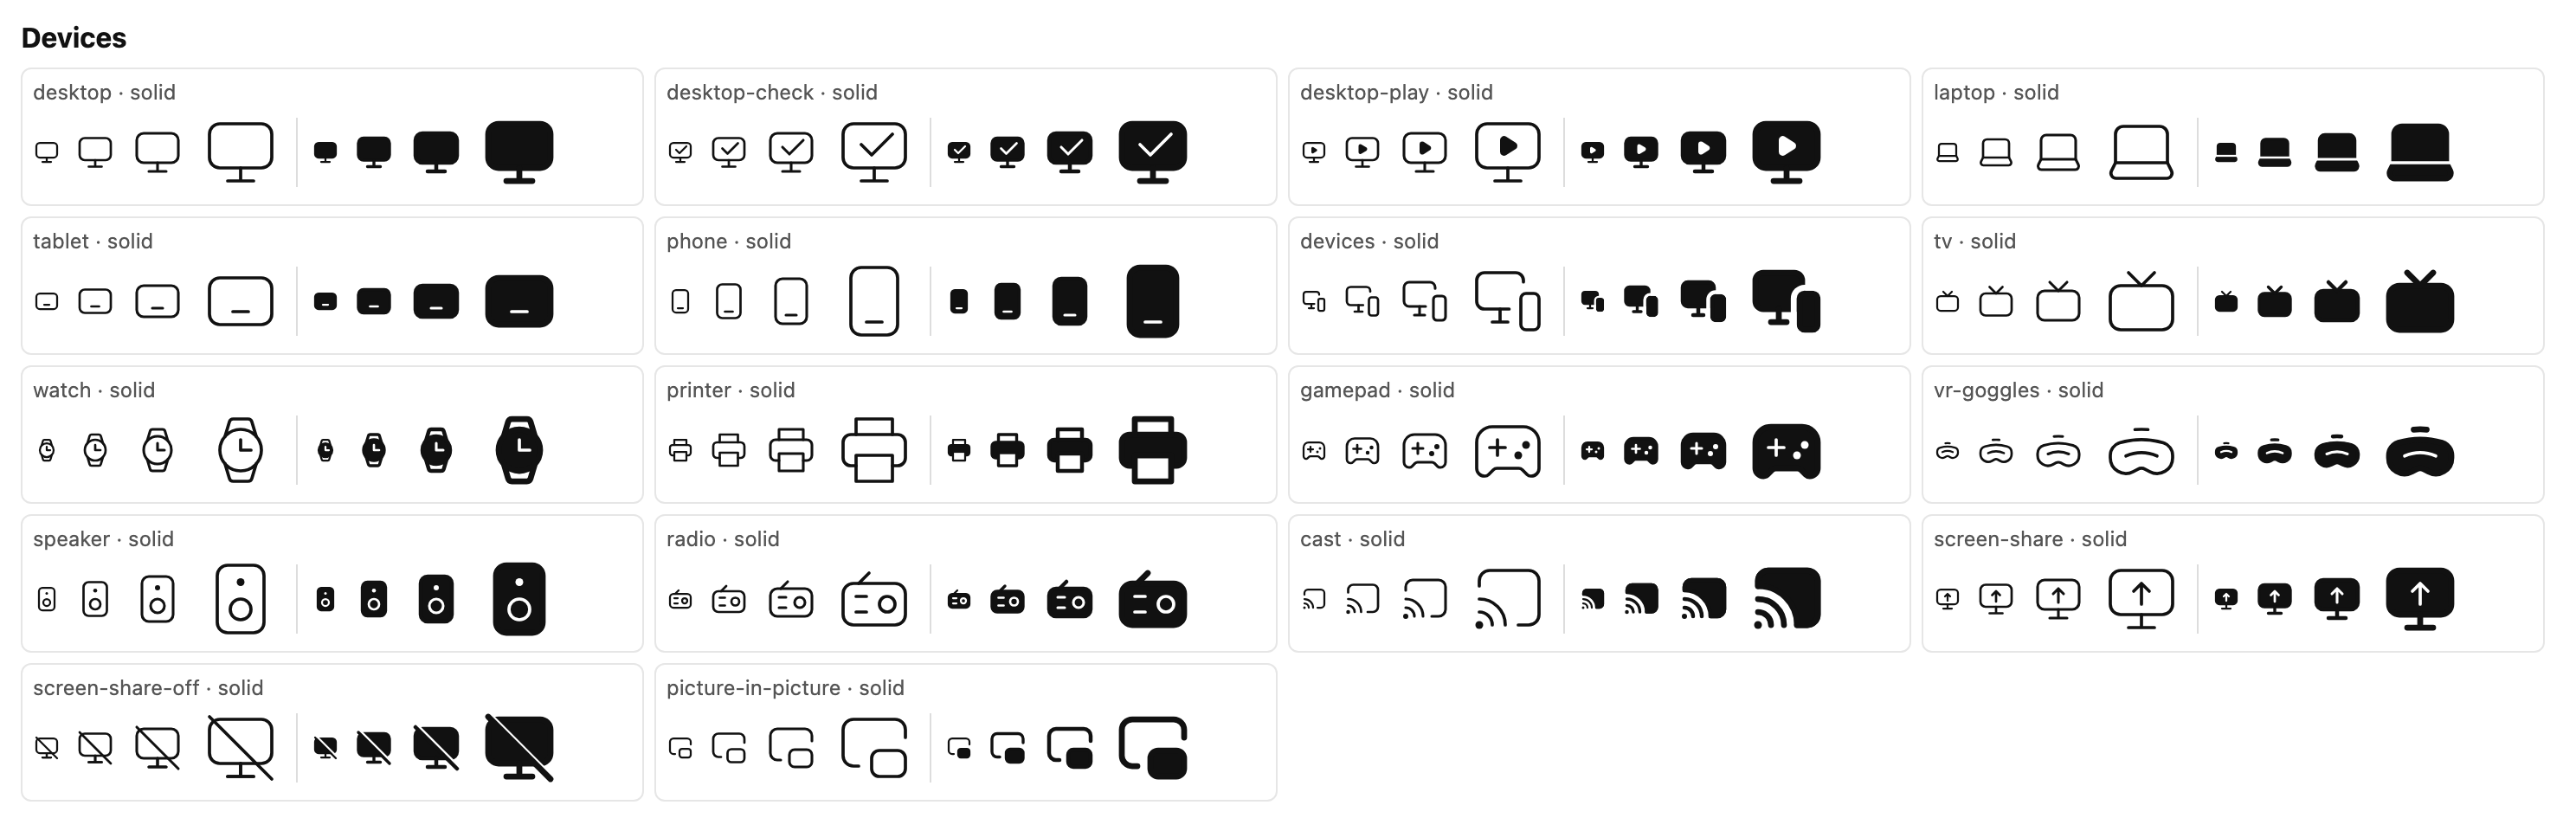 Devices
desktop · solid
desktop-check · solid
desktop-play · solid
laptop · solid
tablet · solid
phone · solid
devices · solid
tv · solid
watch · solid
printer · solid
gamepad · solid
vr-goggles · solid
speaker · solid
radio · solid
cast · solid
screen-share · solid
screen-share-off · solid
picture-in-picture · solid